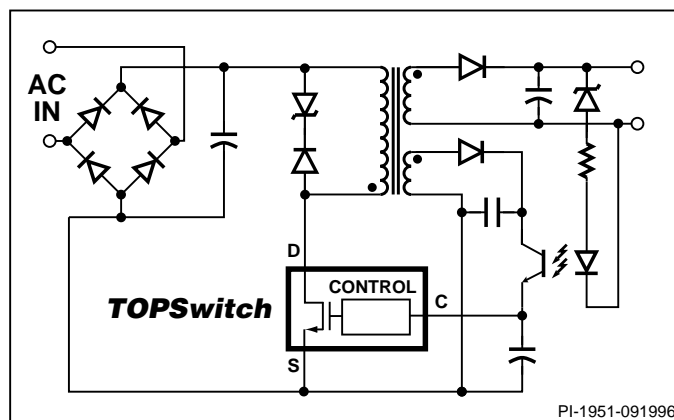 AC
IN
D
CONTROL
C
TOPSwitch
S
PI-1951-091996